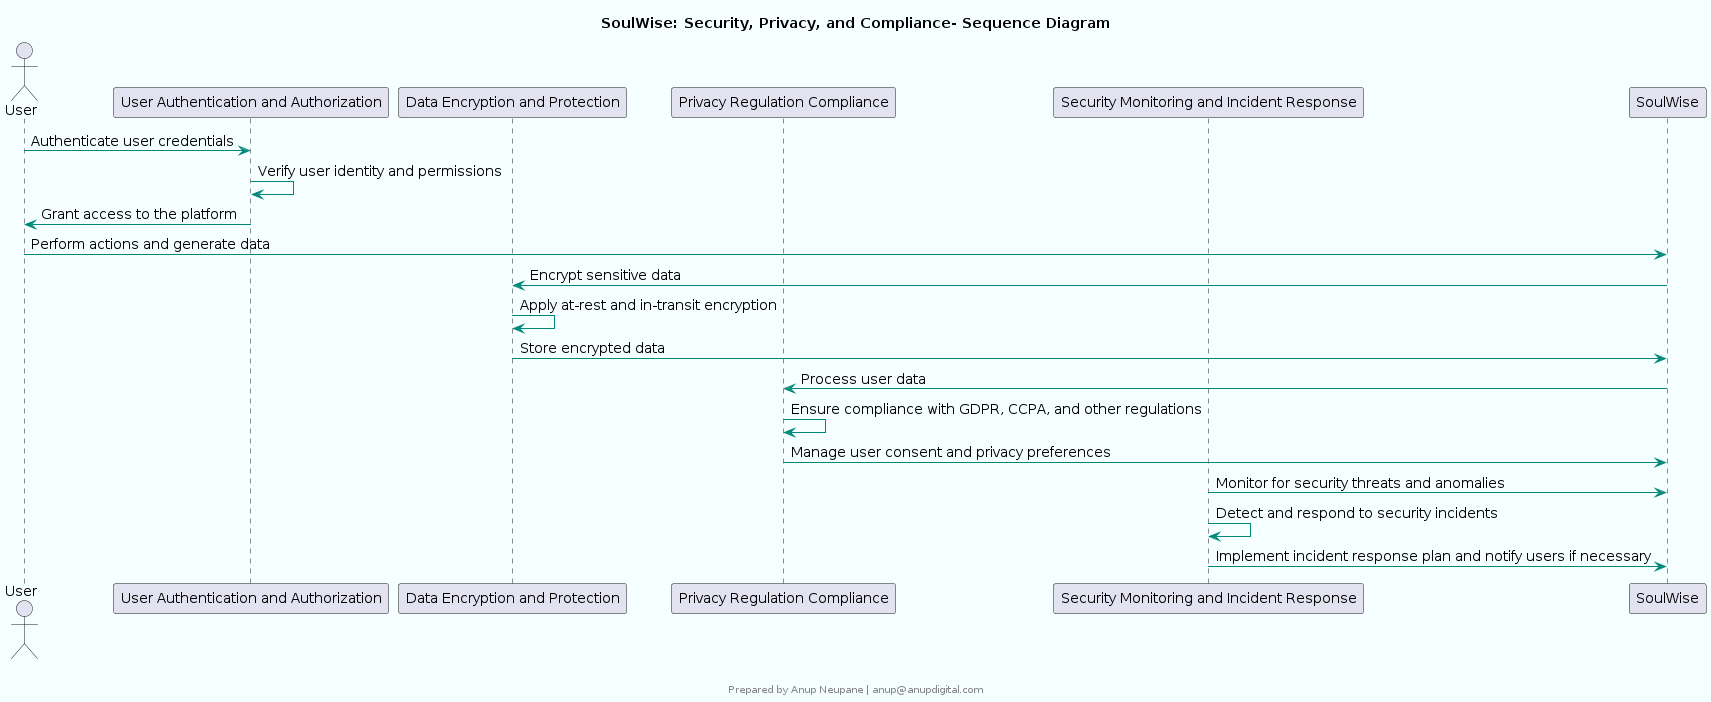 SoulWise: Security, Privacy, and Compliance- Sequence Diagram
User
User Authentication and Authorization
Data Encryption and Protection
Privacy Regulation Compliance
Security Monitoring and Incident Response
SoulWise
Authenticate user credentials
Verify user identity and permissions
Grant access to the platform
Perform actions and generate data
Encrypt sensitive data
Apply at-rest and in-transit encryption
Store encrypted data
Process user data
Ensure compliance with GDPR, CCPA, and other regulations
Manage user consent and privacy preferences
Monitor for security threats and anomalies
Detect and respond to security incidents
Implement incident response plan and notify users if necessary
User
User Authentication and Authorization
Data Encryption and Protection
Privacy Regulation Compliance
Security Monitoring and Incident Response
SoulWise
Prepared by Anup Neupane | anup@anupdigital.com